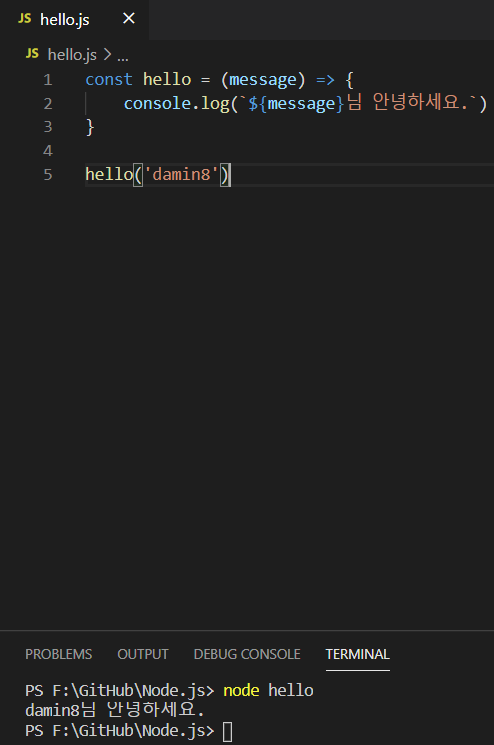 JS hello.js ×
JS hello.js > ...
1 const hello = (message) => {
2 console.log(`${message}님 안녕하세요.`)
3 }
4
5 hello('damin8')
PROBLEMS OUTPUT DEBUG CONSOLE TERMINAL
PS F:\GitHub\Node.js> node hello
damin8님 안녕하세요.
PS F:\GitHub\Node.js>